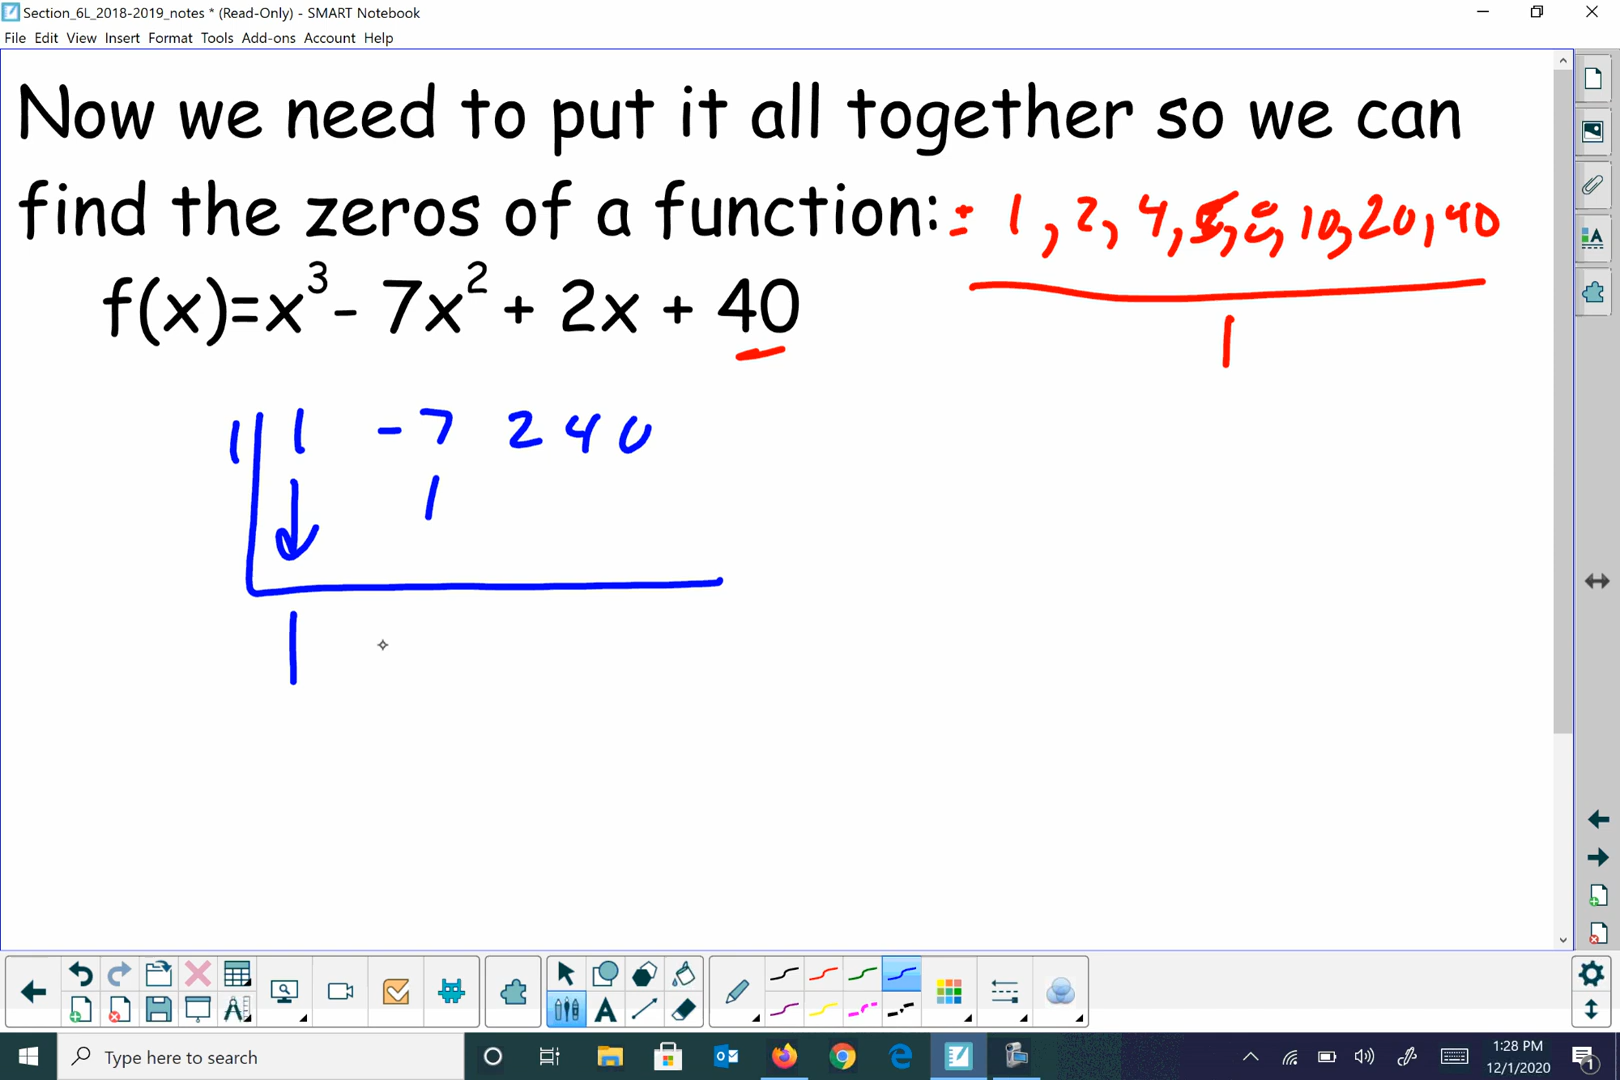 Section_6L_2018-2019_notes * (Read-Only) - SMART Notebook
File Edit View Insert Format Tools Add-ons Account Help
Now we need to put it all together so we can
find the zeros of a function:
± 1, 2, 4, 5, 8, 10, 20, 40
1
f(x)=x³- 7x² + 2x + 40
1 1 -7 2 40
1
1
Type here to search
1:28 PM
12/1/2020
1